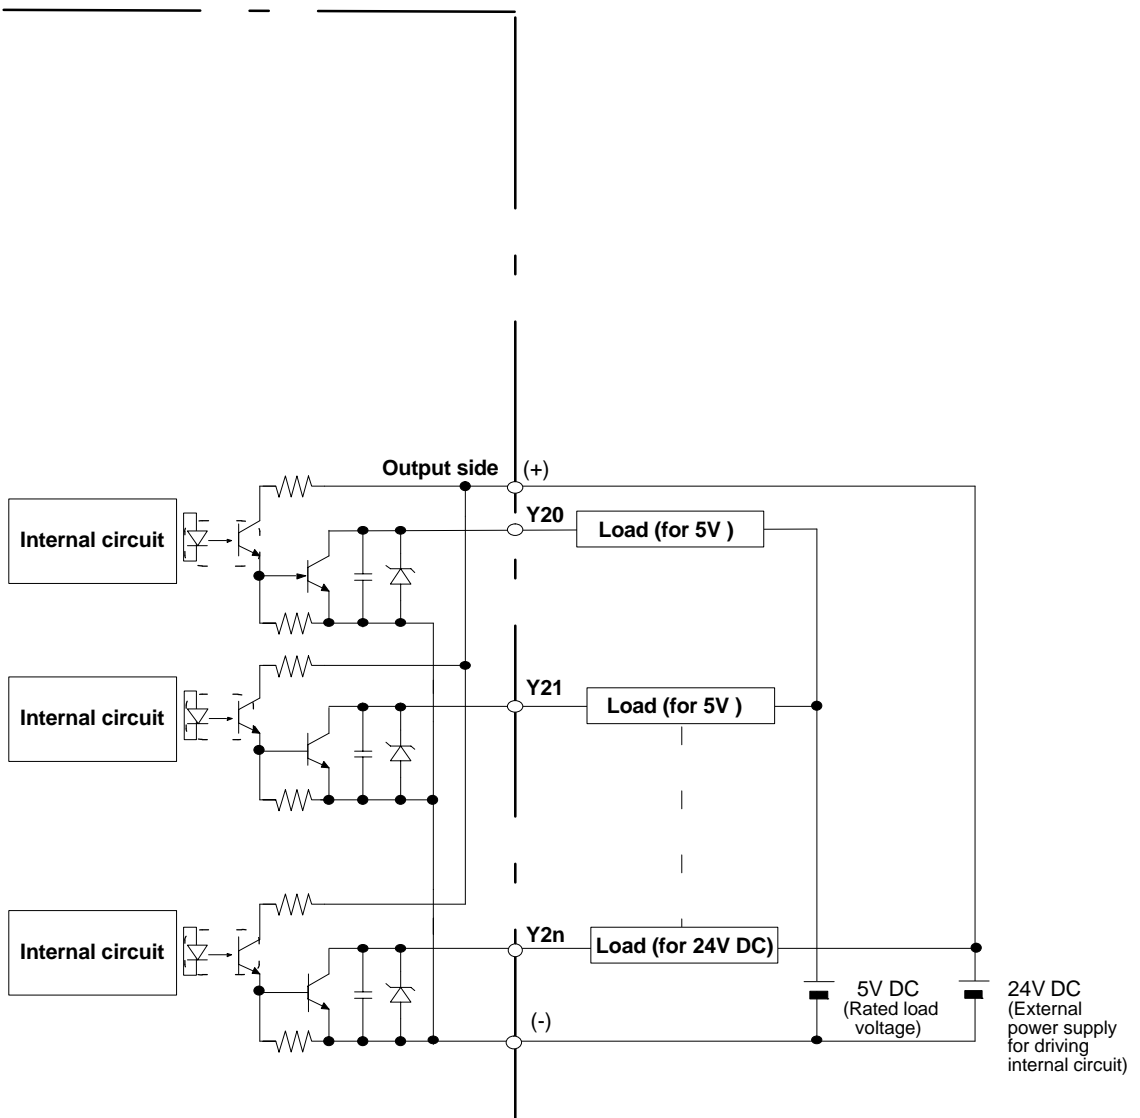 Output side
(+)
Internal circuit
Y20
Load (for 5V )
Internal circuit
Y21
Load (for 5V )
Internal circuit
Y2n
Load (for 24V DC)
(-)
5V DC
(Rated load
voltage)
24V DC
(External
power supply
for driving
internal circuit)